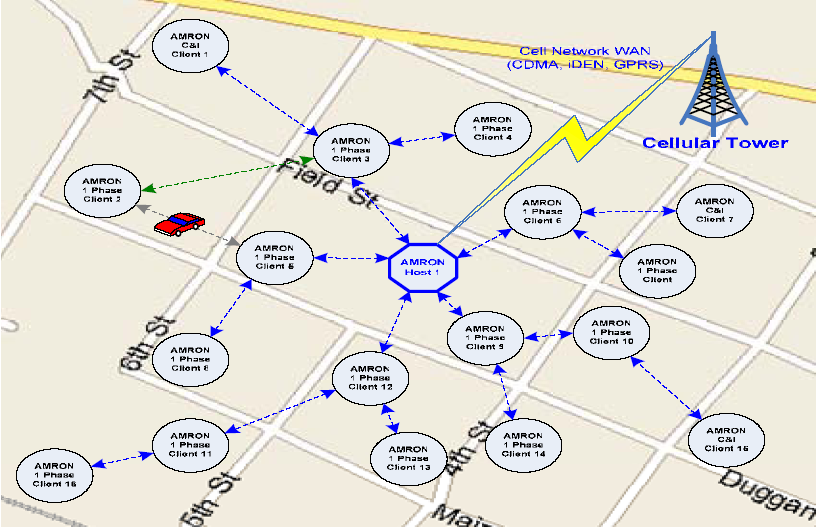 AMRON
C&I
Client 1
Cell Network WAN
(CDMA, iDEN, GPRS)
7th St
AMRON
1 Phase
Client 4
AMRON
1 Phase
Client 3
Cellular Tower
Field St
AMRON
1 Phase
Client 2
AMRON
1 Phase
Client 6
AMRON
C&I
Client 7
AMRON
1 Phase
Client 5
AMRON
Host 1
AMRON
1 Phase
Client
6th St
AMRON
1 Phase
Client 8
AMRON
1 Phase
Client 9
AMRON
1 Phase
Client 10
AMRON
1 Phase
Client 12
AMRON
1 Phase
Client 11
AMRON
1 Phase
Client 13
4th St
AMRON
1 Phase
Client 14
AMRON
C&I
Client 15
AMRON
1 Phase
Client 16
5th St
Main
Duggan